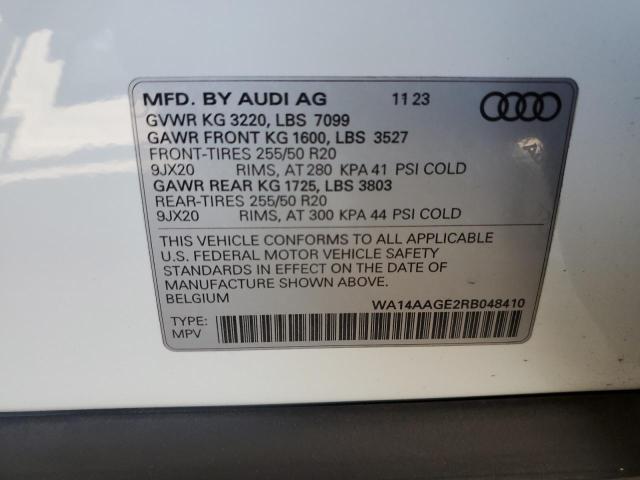 MFD. BY AUDI AG 11 23
GVWR KG 3220, LBS 7099
GAWR FRONT KG 1600, LBS 3527
FRONT-TIRES 255/50 R20
9JX20 RIMS, AT 280 KPA 41 PSI COLD
GAWR REAR KG 1725, LBS 3803
REAR-TIRES 255/50 R20
9JX20 RIMS, AT 300 KPA 44 PSI COLD
THIS VEHICLE CONFORMS TO ALL APPLICABLE
U.S. FEDERAL MOTOR VEHICLE SAFETY
STANDARDS IN EFFECT ON THE DATE OF
MANUFACTURE SHOWN ABOVE.
BELGIUM WA14AAGE2RB048410
TYPE:
MPV